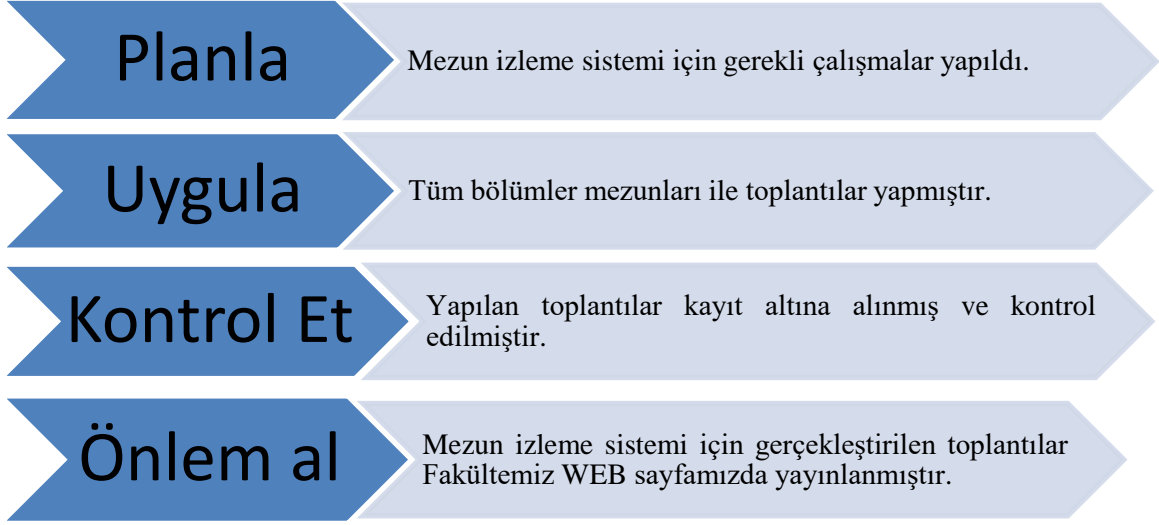 Planla
Mezun izleme sistemi için gerekli çalışmalar yapıldı.
Uygula
Tüm bölümler mezunları ile toplantılar yapmıştır.
Kontrol Et
Yapılan toplantılar kayıt altına alınmış ve kontrol
edilmiştir.
Önlem al
Mezun izleme sistemi için gerçekleştirilen toplantılar
Fakültemiz WEB sayfamızda yayınlanmıştır.